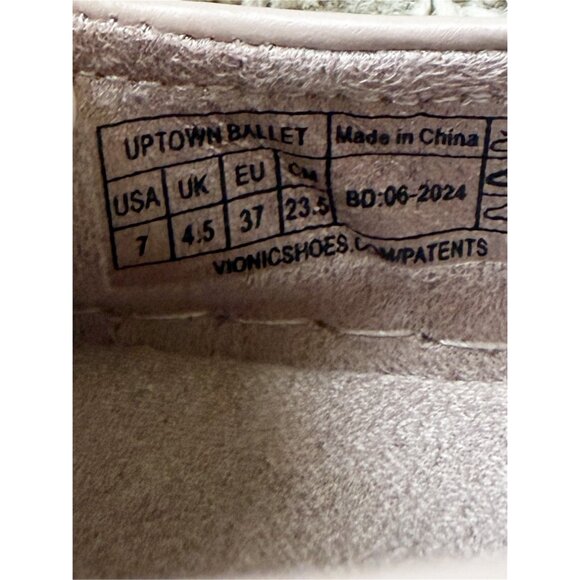 UPTOWN BALLET Made in China
USA UK EU CM
7 4.5 37 23.5 BD:06-2024
VIONICSHOES.COM/PATENTS